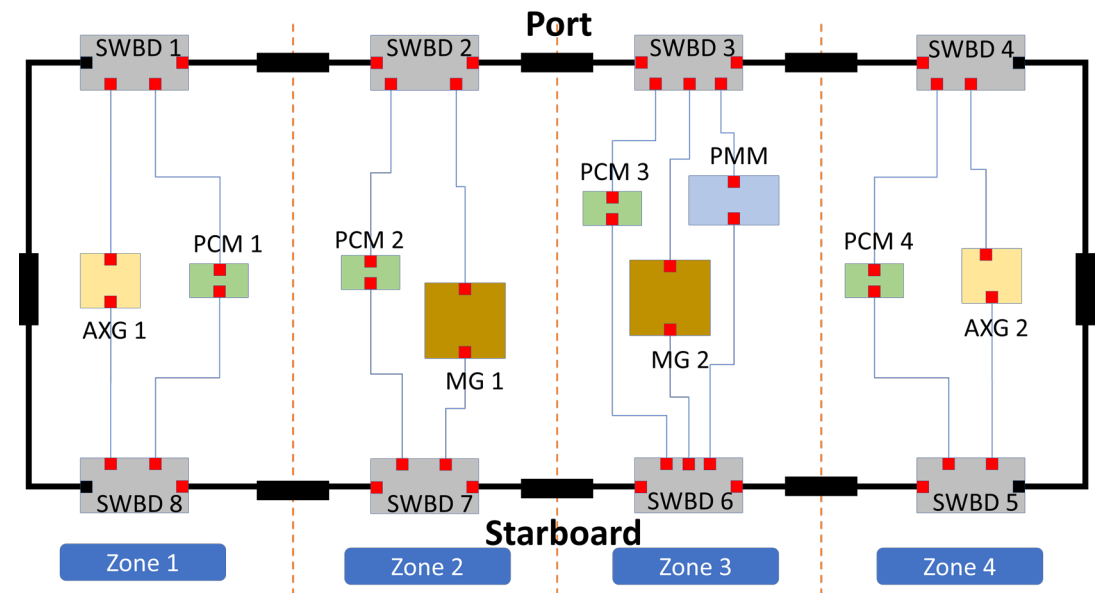 Port
SWBD 1
SWBD 2
SWBD 3
SWBD 4
PCM 3
PMM
PCM 1
PCM 2
PCM 4
AXG 1
AXG 2
MG 2
MG 1
SWBD 8
SWBD 7
SWBD 6
SWBD 5
Starboard
Zone 1
Zone 2
Zone 3
Zone 4